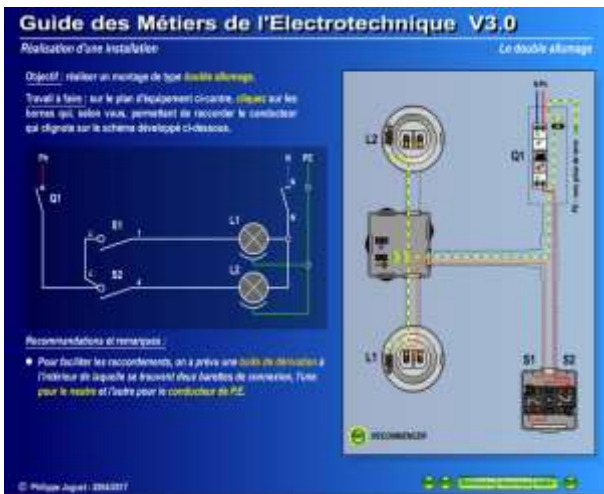 Guide des Métiers de l'Electrotechnique V3.0
Réalisation d'une installation
Le double allumage
Objectif : réaliser un montage de type double allumage.
Travail à faire : sur le plan d'équipement ci-contre, cliquez sur les
bornes qui, selon vous, permettent de raccorder le conducteur
qui clignote sur le schéma développé ci-dessous.
Ph
N
PE
Q1
S1
L1
S2
L2
Recommandations et remarques :
Pour faciliter les raccordements, on a prévu une boîte de dérivation à
l'intérieur de laquelle se trouvent deux barettes de connexion, l'une
pour le neutre et l'autre pour le conducteur de P.E.
L2
Q1
L1
S1
S2
RECOMMENCER
© Philippe Jaguet : 2004/2017